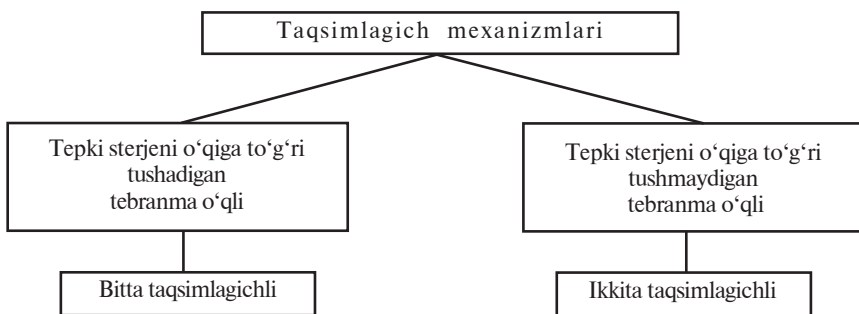 Taqsimlagich mexanizmlari
Tepki sterjeni o‘qiga to‘g‘ri
tushadigan
tebranma o‘qli
Tepki sterjeni o‘qiga to‘g‘ri
tushmaydigan
tebranma o‘qli
Bitta taqsimlagichli
Ikkita taqsimlagichli